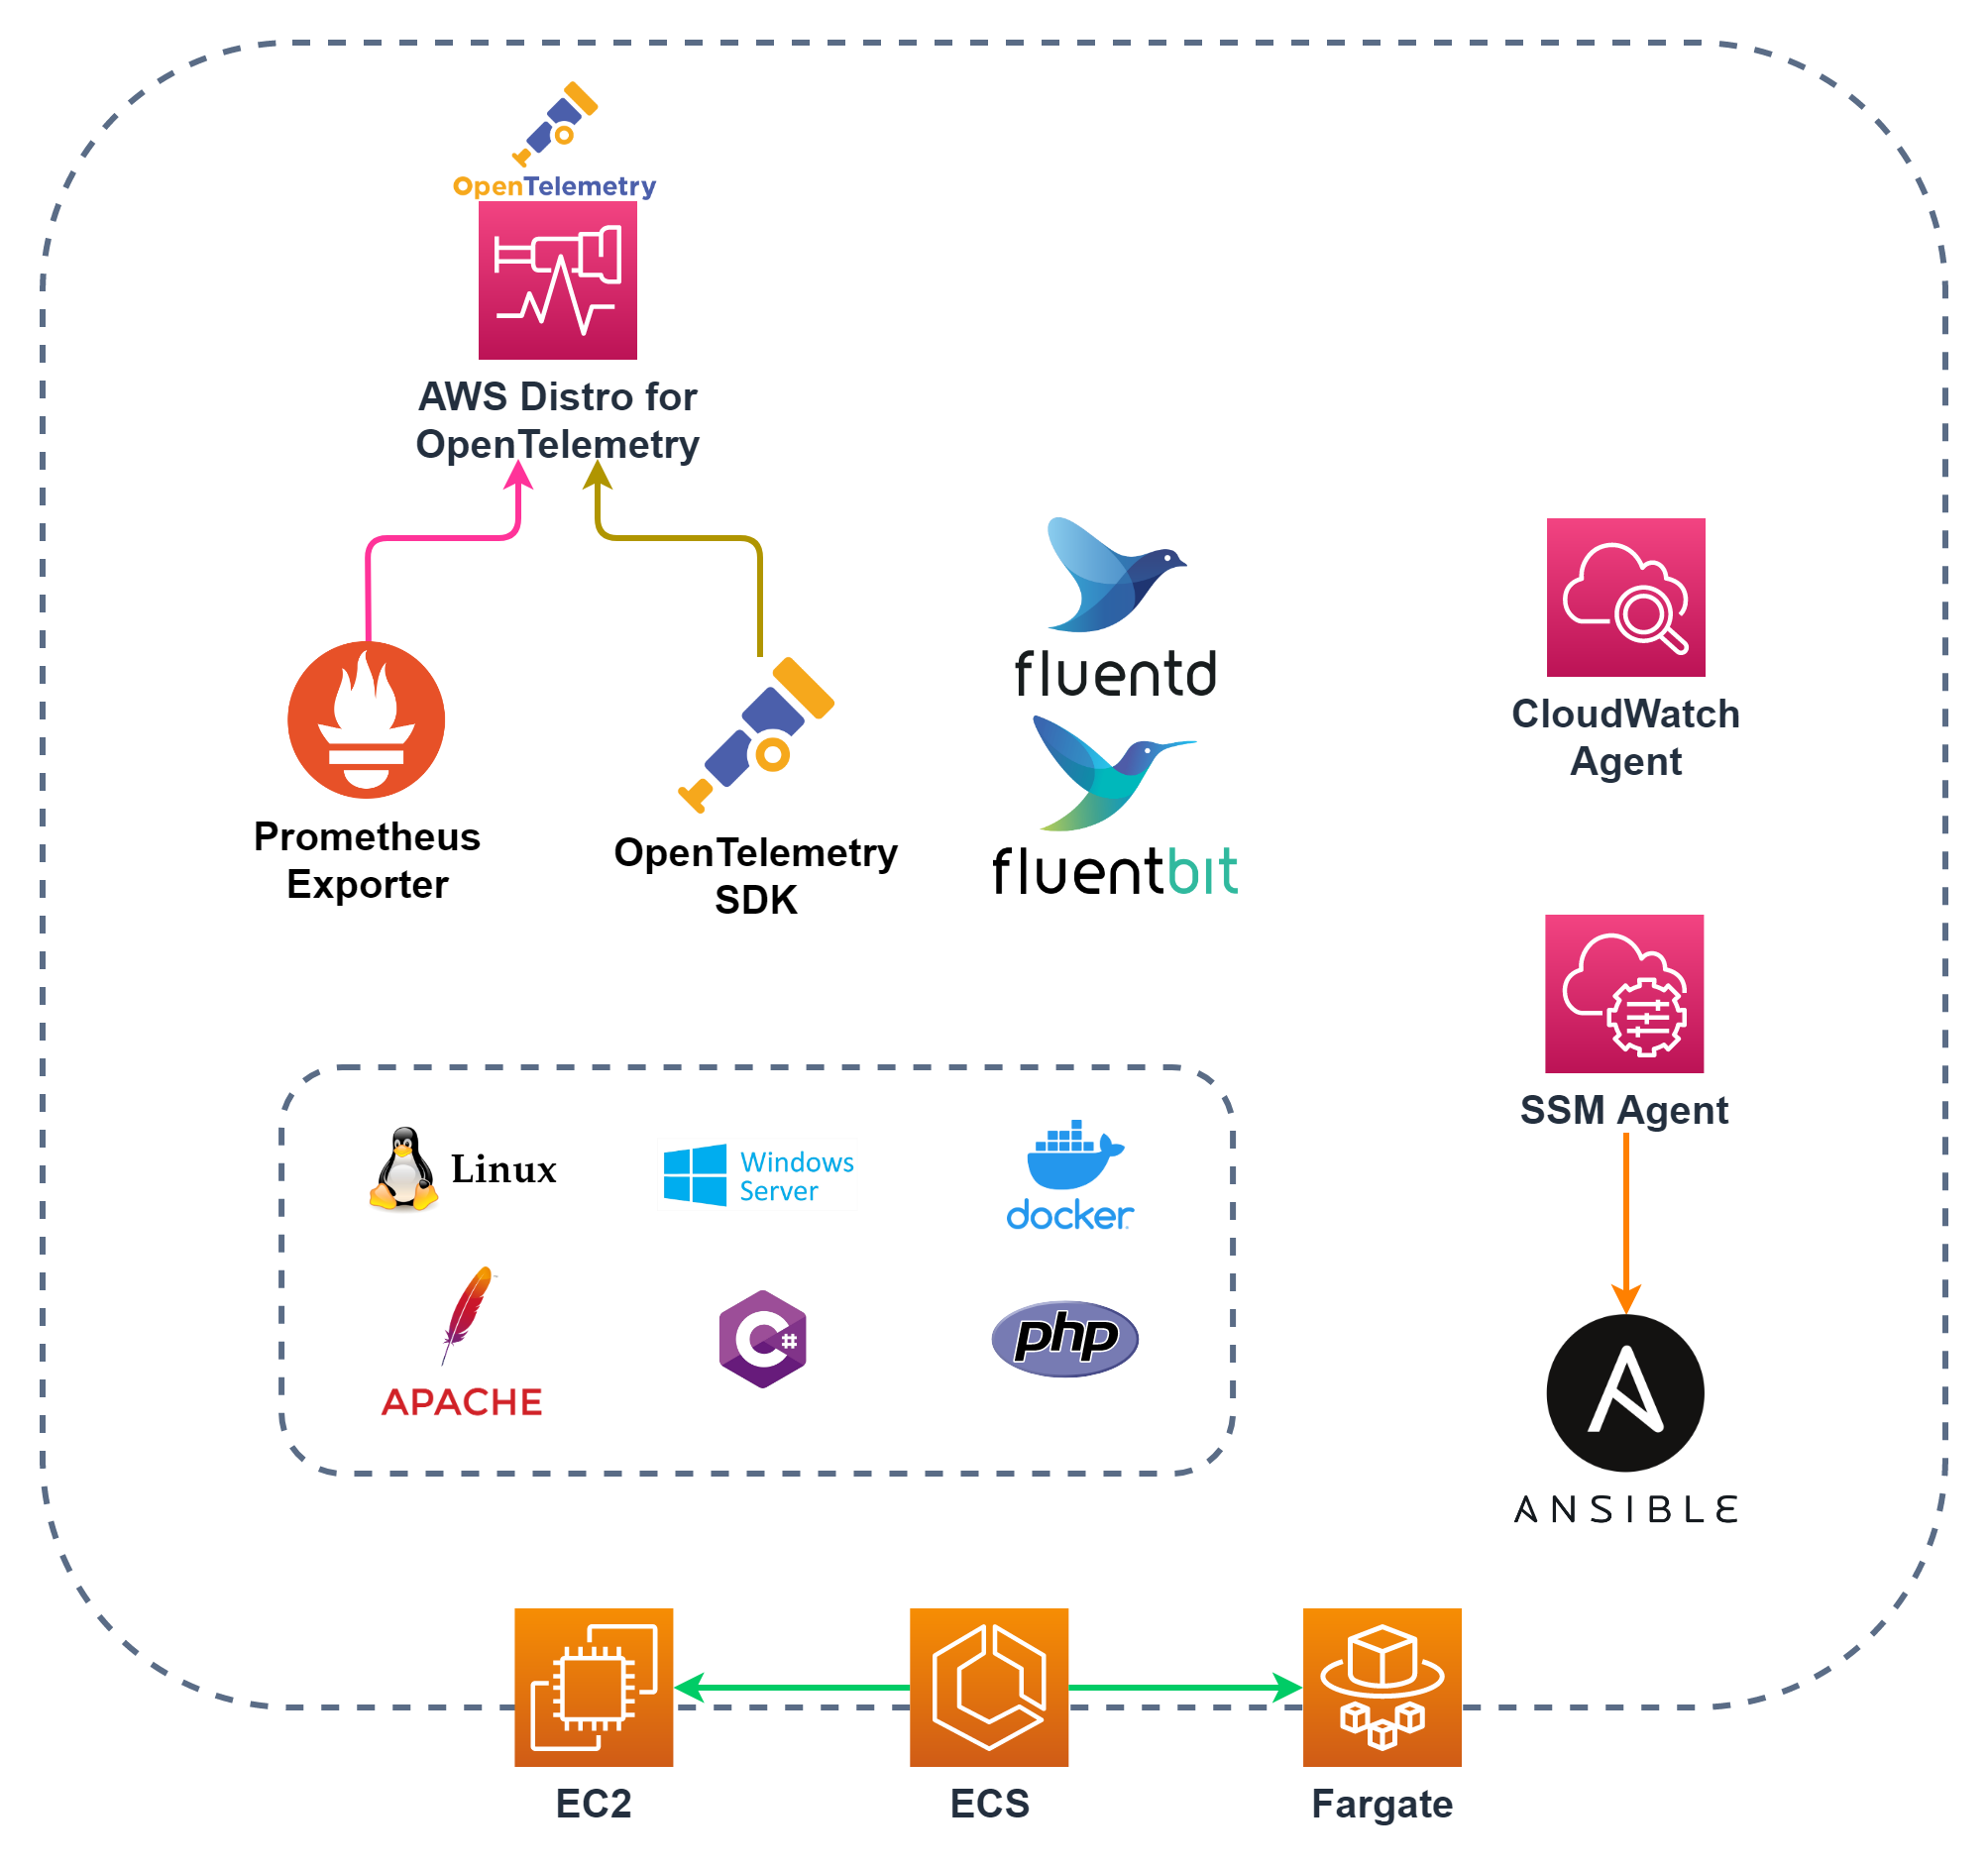 OpenTelemetry
AWS Distro for
OpenTelemetry
Prometheus
Exporter
OpenTelemetry
SDK
fluentd
fluentbit
CloudWatch
Agent
SSM Agent
Linux
Windows
Server
docker
APACHE
C#
php
ANSIBLE
EC2
ECS
Fargate